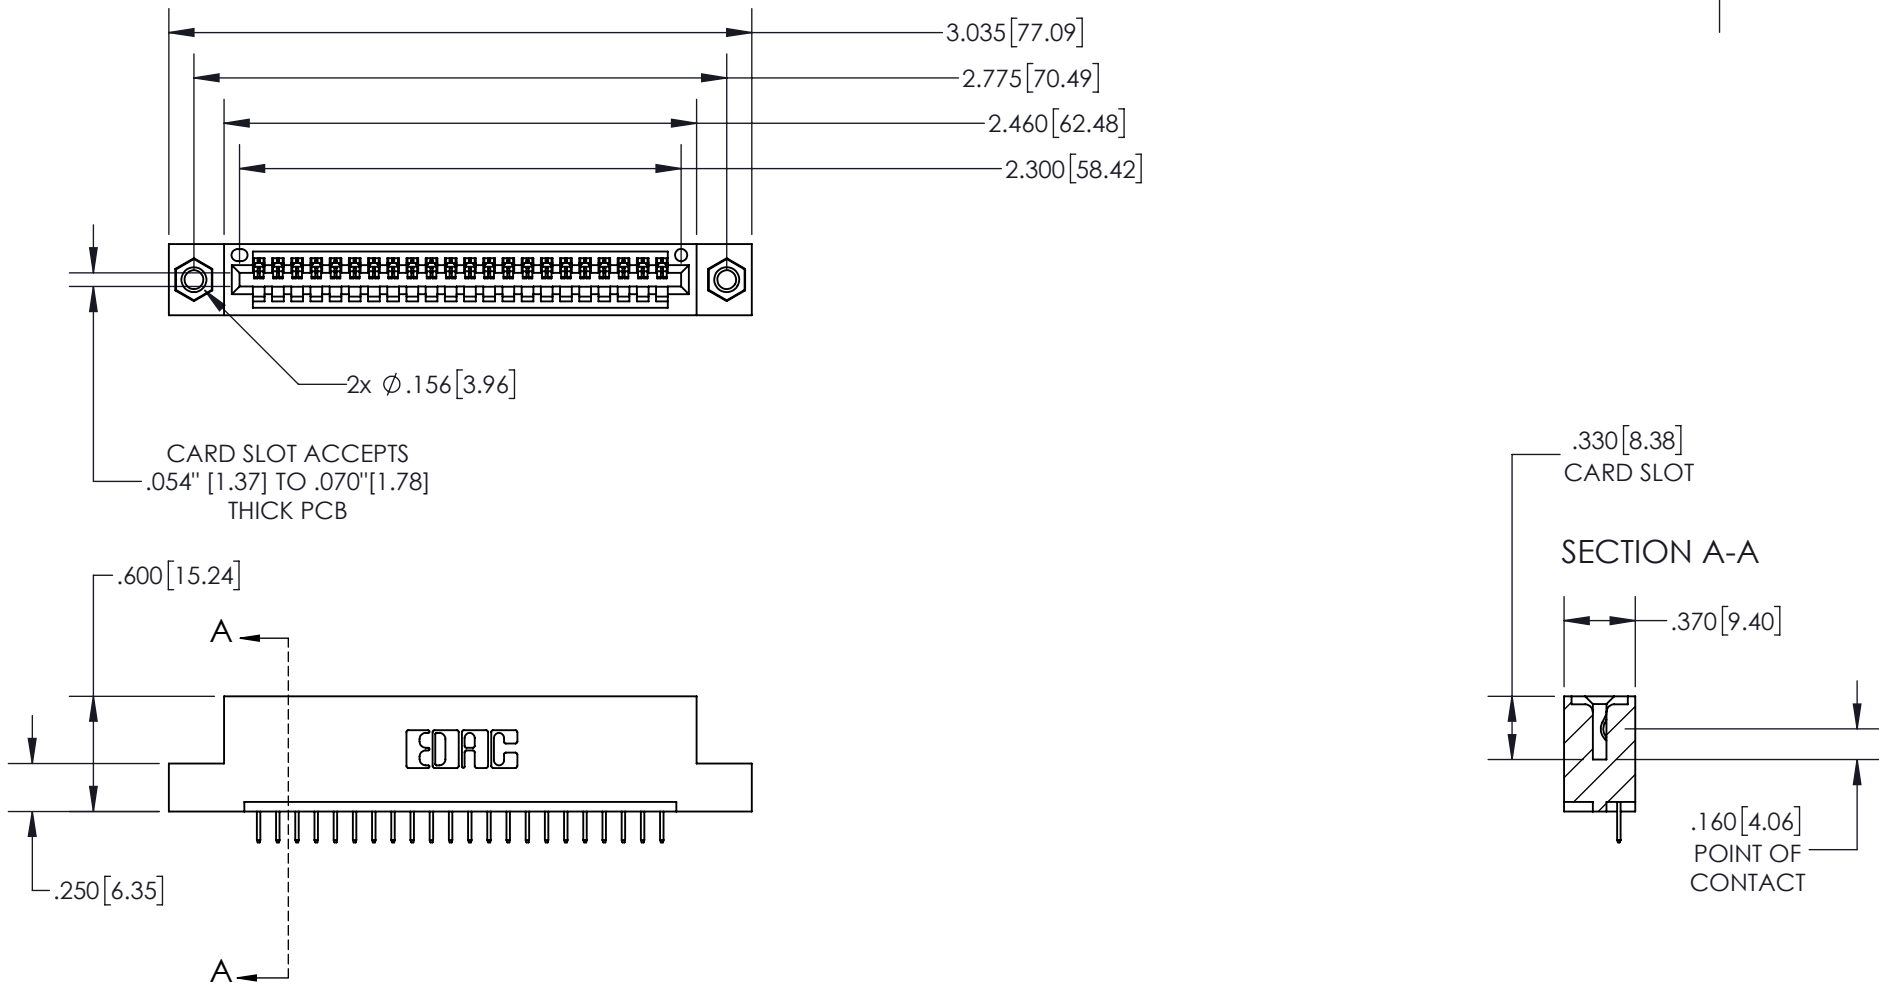 3.035[77.09]
2.775[70.49]
2.460[62.48]
2.300[58.42]
2x ∅.156[3.96]
CARD SLOT ACCEPTS
.054" [1.37] TO .070"[1.78]
THICK PCB
.330[8.38]
CARD SLOT
SECTION A-A
.600[15.24]
A
.370[9.40]
EDAC
.160[4.06]
POINT OF
CONTACT
.250[6.35]
A